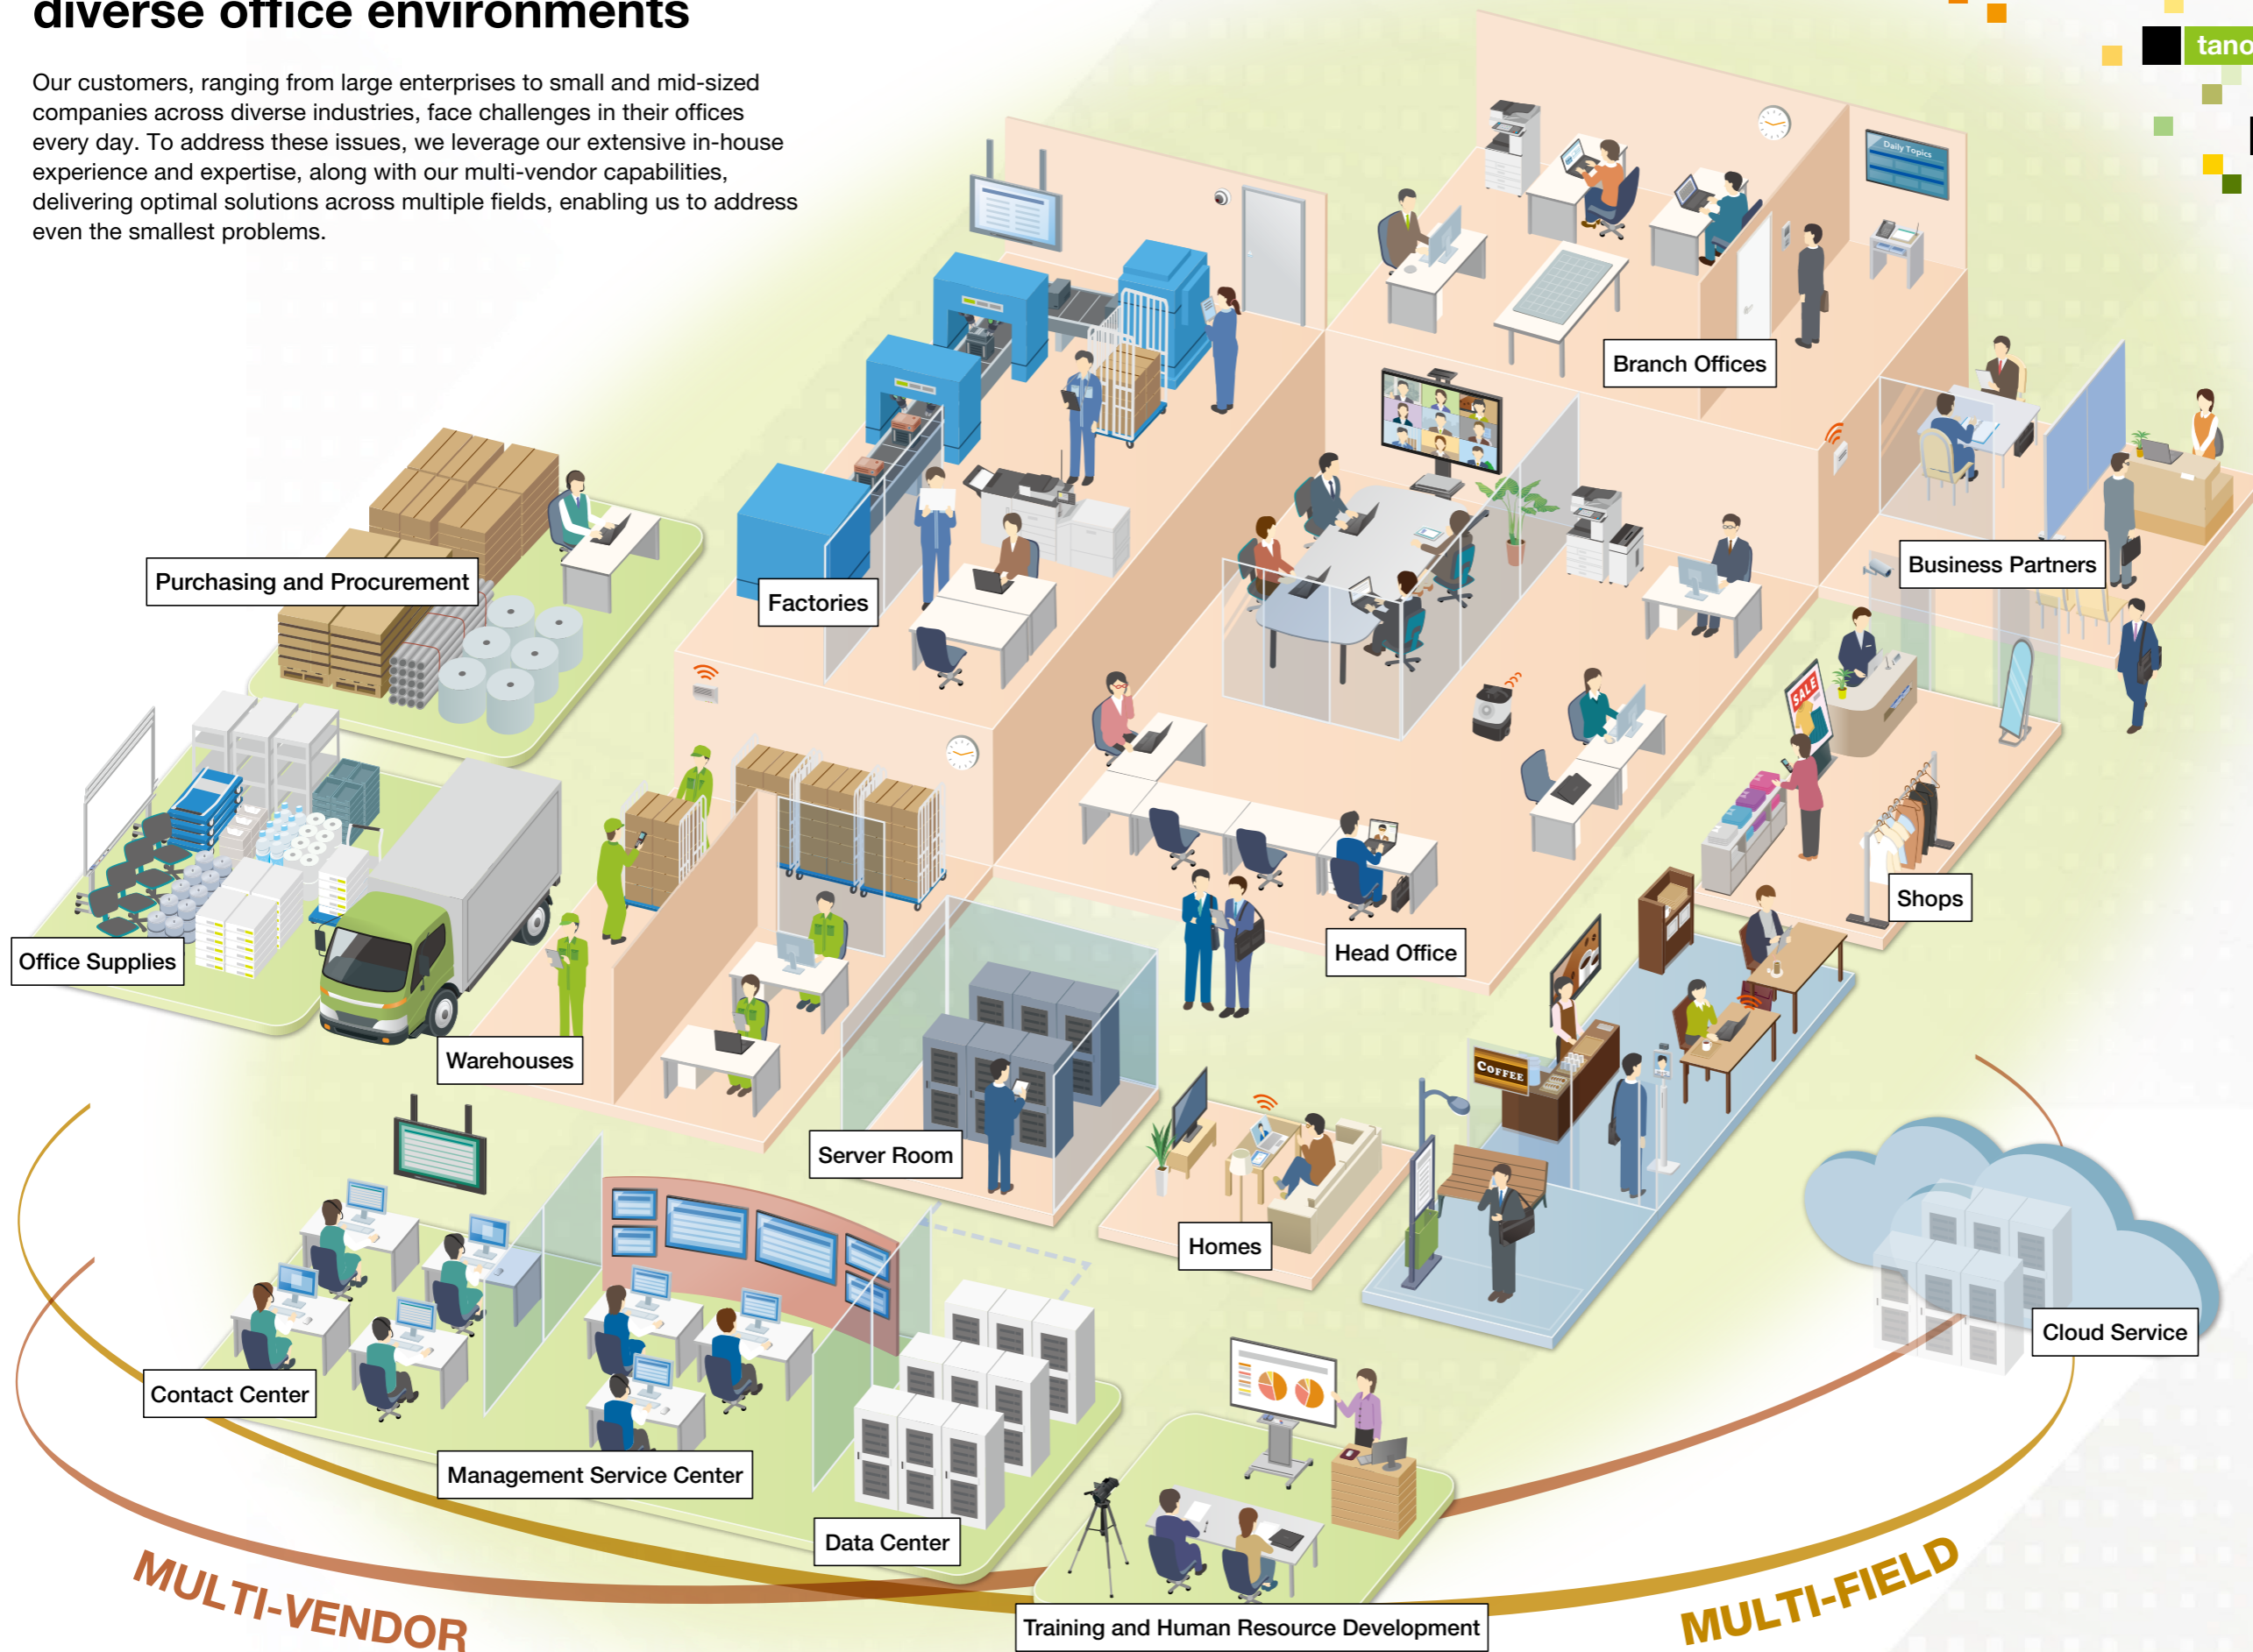 diverse office environments
Our customers, ranging from large enterprises to small and mid-sized
companies across diverse industries, face challenges in their offices
every day. To address these issues, we leverage our extensive in-house
experience and expertise, along with our multi-vendor capabilities,
delivering optimal solutions across multiple fields, enabling us to address
even the smallest problems.
tano
Daily Topics
Branch Offices
Business Partners
Purchasing and Procurement
Factories
SALE
Shops
Office Supplies
Head Office
Warehouses
COFFEE
Server Room
Homes
Cloud Service
Contact Center
Management Service Center
Data Center
Training and Human Resource Development
MULTI-VENDOR
MULTI-FIELD